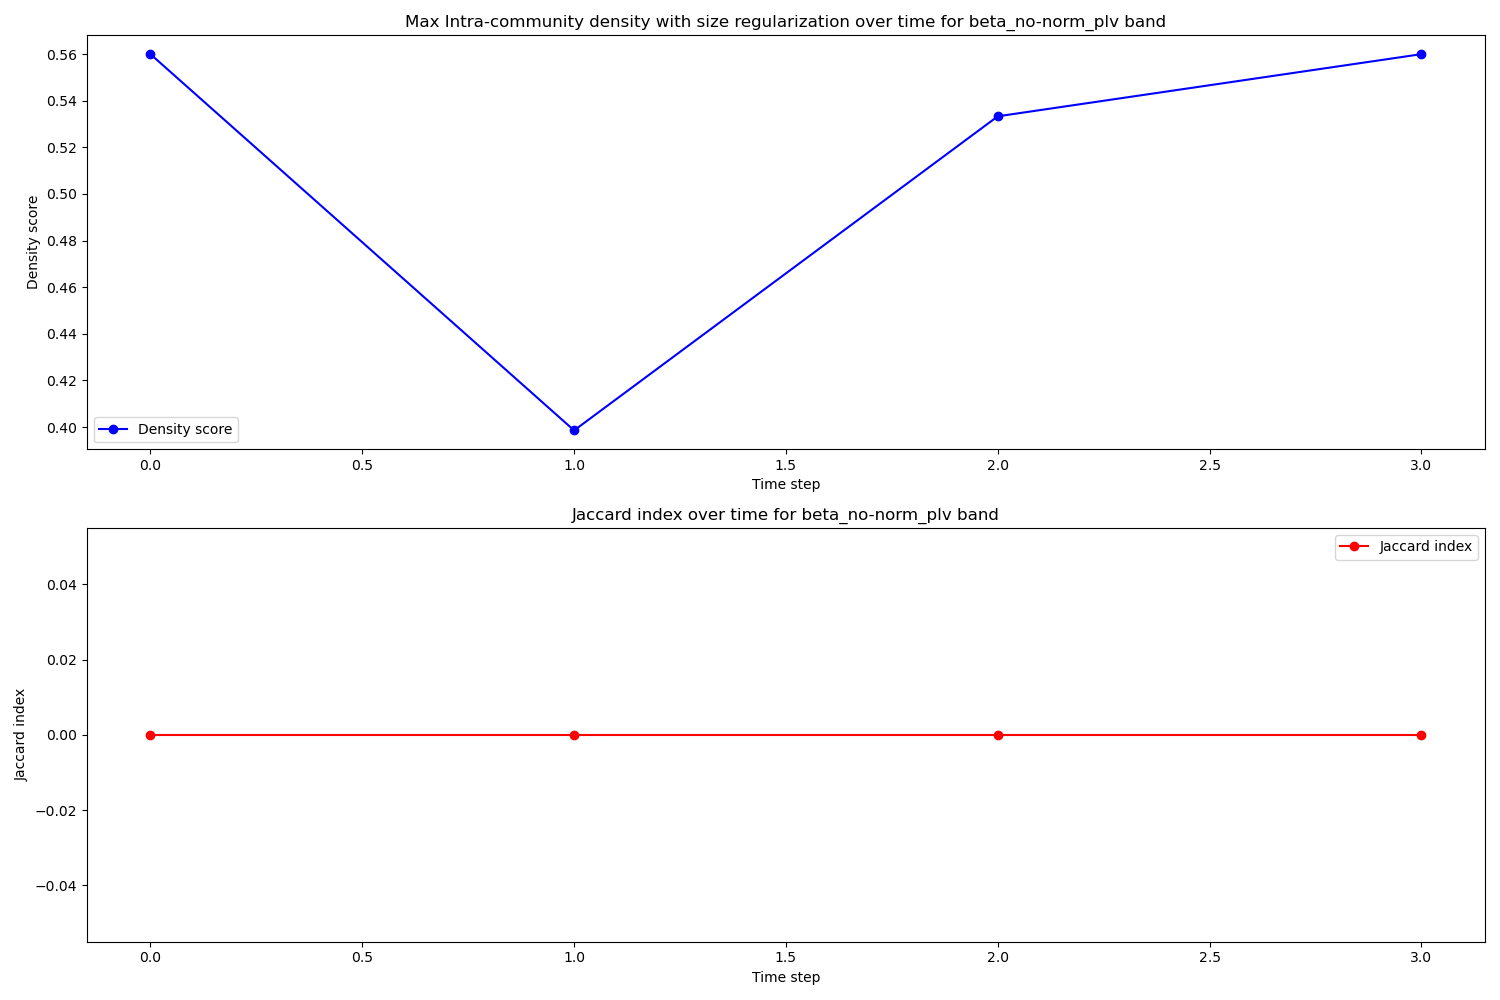 Max Intra-community density with size regularization over time for beta_no-norm_plv band
0.56
0.54
0.52
0.50
0.48
0.46
0.44
0.42
0.40
Density score
Density score
0.0 0.5 1.0 1.5 2.0 2.5 3.0
Time step
Jaccard index over time for beta_no-norm_plv band
Jaccard index
0.04
0.02
0.00
−0.02
−0.04
Jaccard index
0.0 0.5 1.0 1.5 2.0 2.5 3.0
Time step